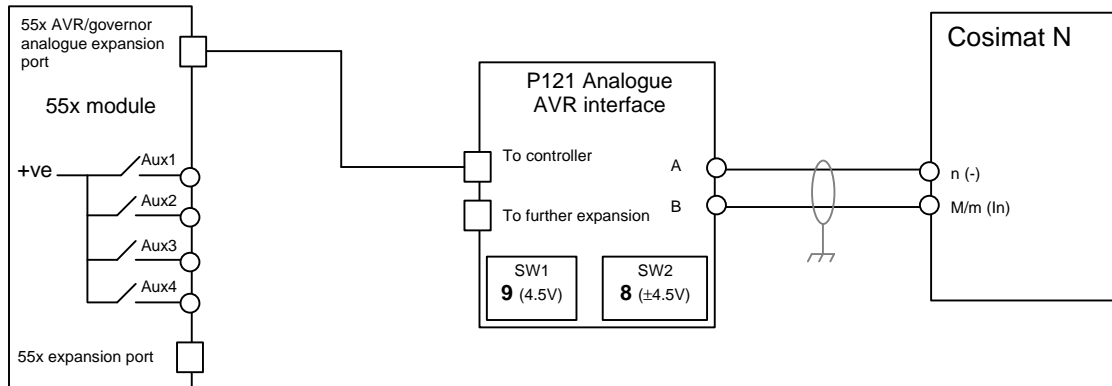 55x AVR/governor
analogue expansion
port
55x module
+ve
Aux1
Aux2
Aux3
Aux4
55x expansion port
P121 Analogue
AVR interface
To controller
A
To further expansion
B
SW1
9 (4.5V)
SW2
8 (±4.5V)
Cosimat N
n (-)
M/m (In)